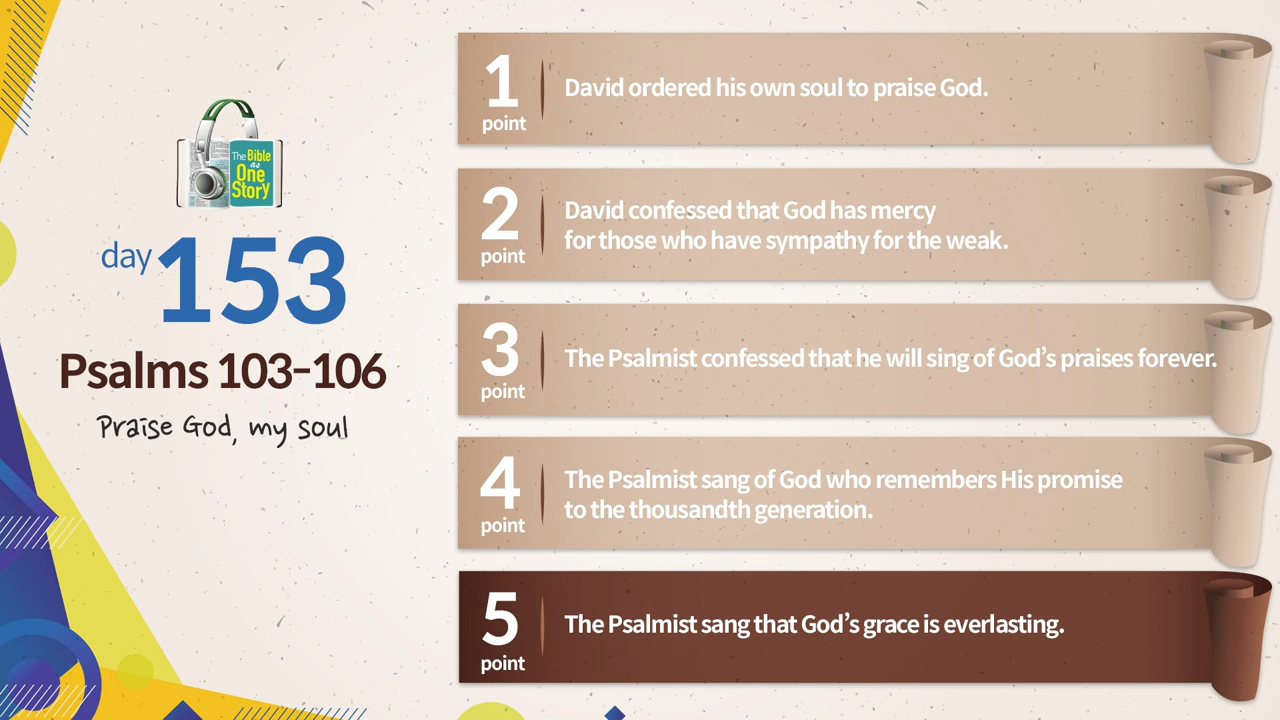 The Bible
as
One
Story
day 153
Psalms 103-106
Praise God, my soul
1
point
David ordered his own soul to praise God.
2
point
David confessed that God has mercy
for those who have sympathy for the weak.
3
point
The Psalmist confessed that he will sing of God’s praises forever.
4
point
The Psalmist sang of God who remembers His promise
to the thousandth generation.
5
point
The Psalmist sang that God’s grace is everlasting.